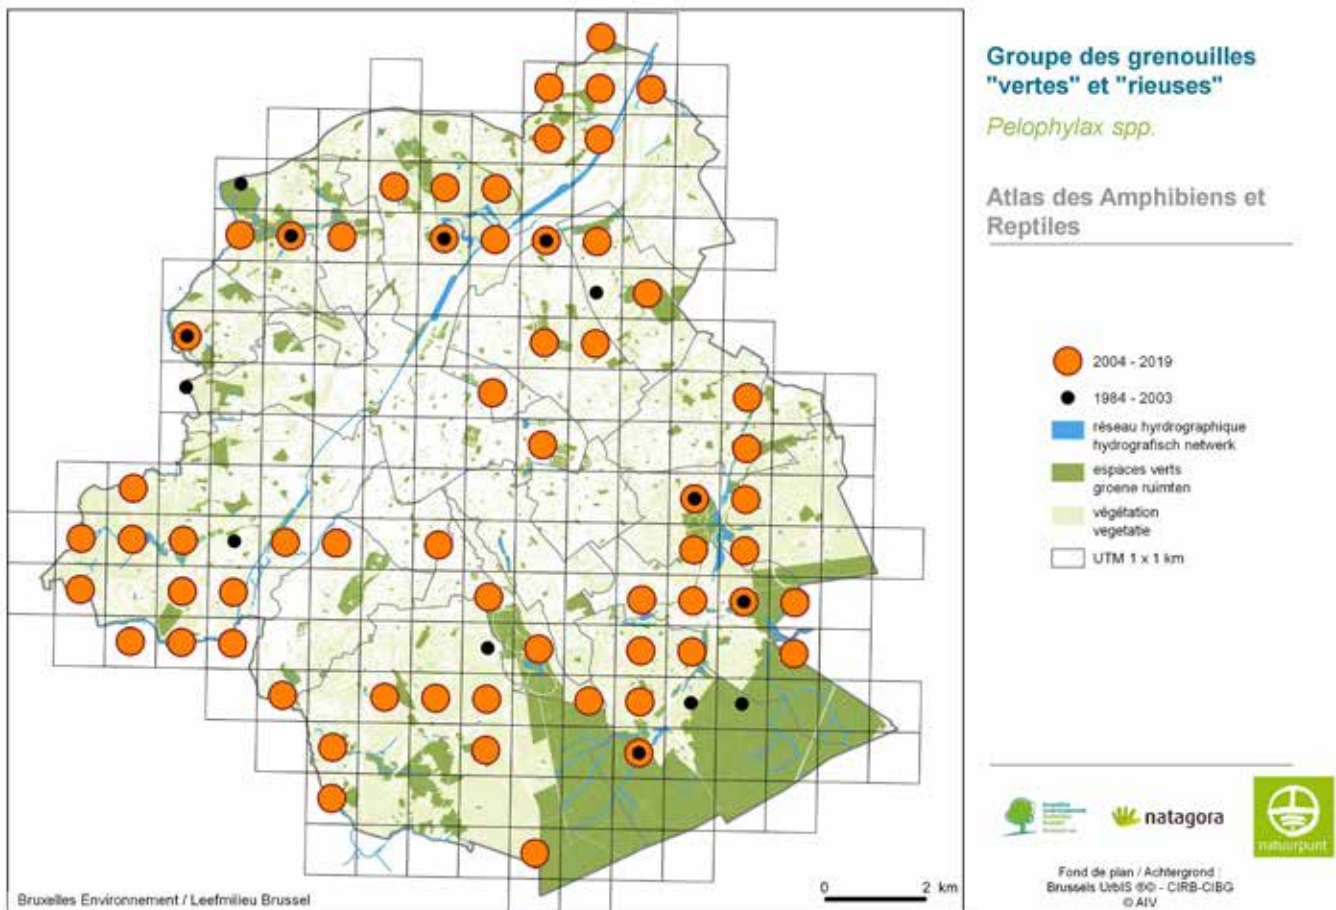 Groupe des grenouilles
"vertes" et "rieuses"
Pelophylax spp.
Atlas des Amphibiens et
Reptiles
2004 - 2019
1984 - 2003
réseau hyrdrographique
hydrografisch netwerk
espaces verts
groene ruimten
végétation
vegetatie
UTM 1 x 1 km
natagora
natuurpunt
Fond de plan / Achtergrond :
Brussels UrbIS ®© - CIRB-CIBG
© AIV
0 2 km
Bruxelles Environnement / Leefmilieu Brussel